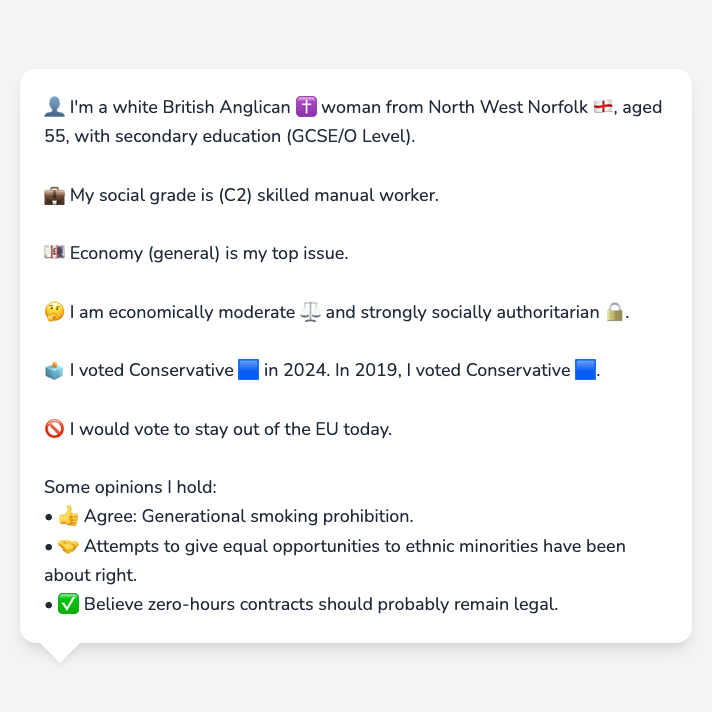 👤 I'm a white British Anglican ✝️ woman from North West Norfolk 🏴󠁧󠁢󠁥󠁮󠁧󠁿, aged
55, with secondary education (GCSE/O Level).
💼 My social grade is (C2) skilled manual worker.
💷 Economy (general) is my top issue.
🤔 I am economically moderate ⚖️ and strongly socially authoritarian 🔒.
🗳️ I voted Conservative 🟦 in 2024. In 2019, I voted Conservative 🟦.
🚫 I would vote to stay out of the EU today.
Some opinions I hold:
• 👍 Agree: Generational smoking prohibition.
• 🤝 Attempts to give equal opportunities to ethnic minorities have been
about right.
• ✅ Believe zero-hours contracts should probably remain legal.